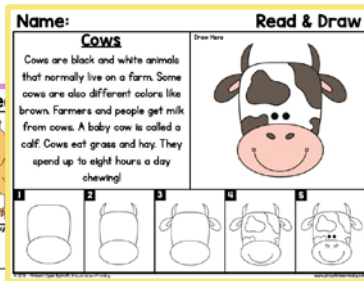 Name:
Read & Draw
Cows
Cows are black and white animals
that normally live on a farm. Some
cows are also different colors like
brown. Farmers and people get milk
from cows. A baby cow is called a
calf. Cows eat grass and hay. They
spend up to eight hours a day
chewing!
Draw Here
1
2
3
4
5